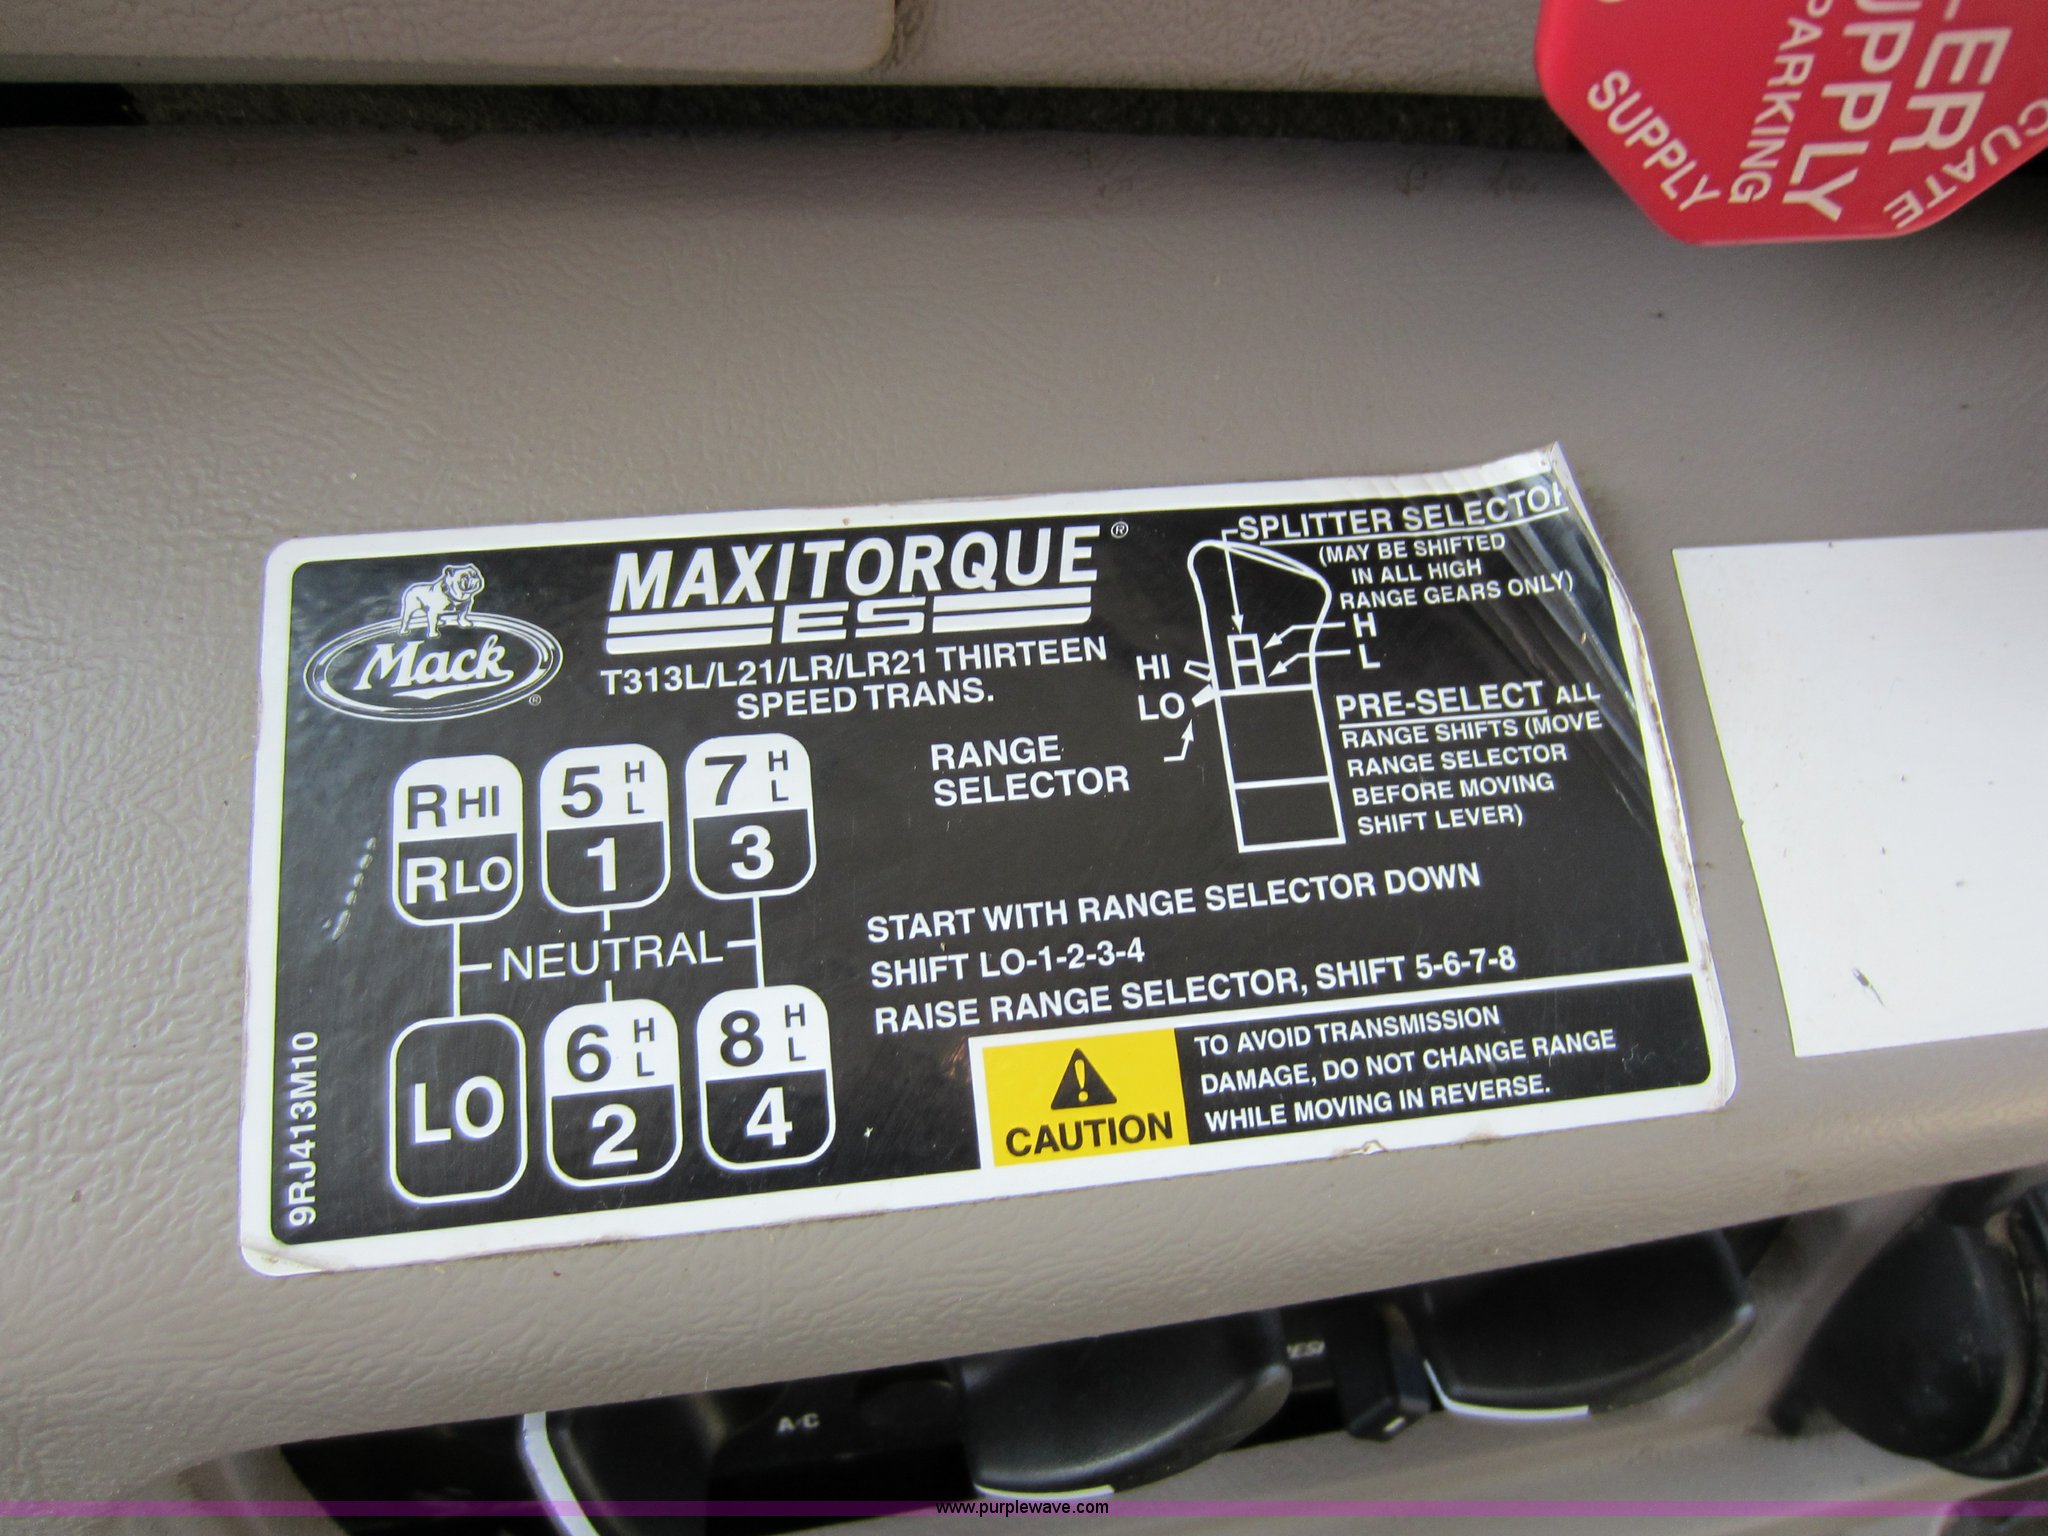 LER
SUPPLY
PARKING
SUPPLY
CUATE
Mack
®
MAXITORQUE®
ES
T313L/L21/LR/LR21 THIRTEEN
SPEED TRANS.
SPLITTER SELECTOR
(MAY BE SHIFTED
IN ALL HIGH
RANGE GEARS ONLY)
H
L
HI
LO
RANGE
SELECTOR
PRE-SELECT ALL
RANGE SHIFTS (MOVE
RANGE SELECTOR
BEFORE MOVING
SHIFT LEVER)
R HI
5 H L
7 H L
R LO
1
3
NEUTRAL
LO
6 H L
8 H L
2
4
START WITH RANGE SELECTOR DOWN
SHIFT LO-1-2-3-4
RAISE RANGE SELECTOR, SHIFT 5-6-7-8
CAUTION
TO AVOID TRANSMISSION
DAMAGE, DO NOT CHANGE RANGE
WHILE MOVING IN REVERSE.
9RJ413M10
A/C
www.purplewave.com